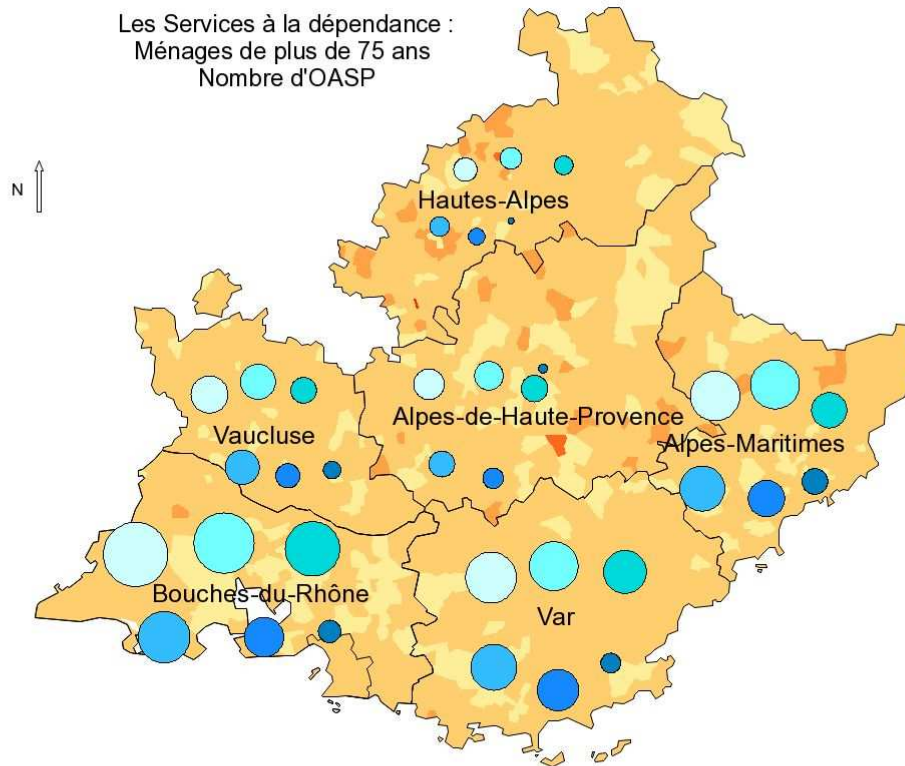 Les Services à la dépendance :
Ménages de plus de 75 ans
Nombre d'OASP
N
Hautes-Alpes
Alpes-de-Haute-Provence
Vaucluse
Alpes-Maritimes
Bouches-du-Rhône
Var